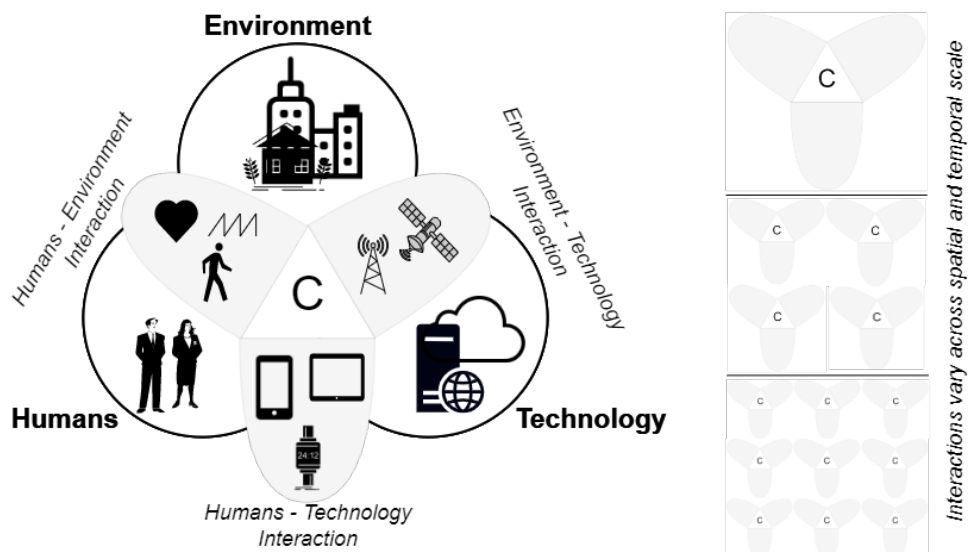 Environment
Humans - Environment
Interaction
Environment - Technology
Interaction
C
24:12
Humans
Technology
Humans - Technology
Interaction
C
C
C
C
C
C
C
C
C
C
C
C
C
C
Interactions vary across spatial and temporal scale